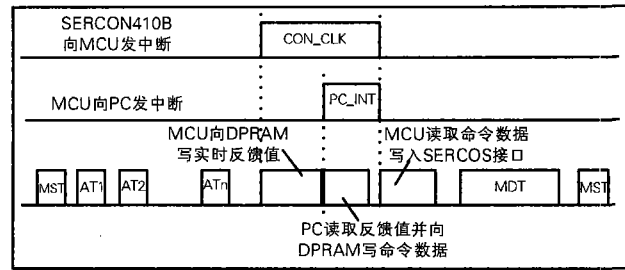 SERCON410B
向MCU发中断
CON_CLK
MCU向PC发中断
PC_INT
MCU向DPRAM
写实时反馈值
MCU读取命令数据
写入SERCOS接口
MST
AT1
AT2
ATn
MDT
MST
PC读取反馈值并向
DPRAM写命令数据